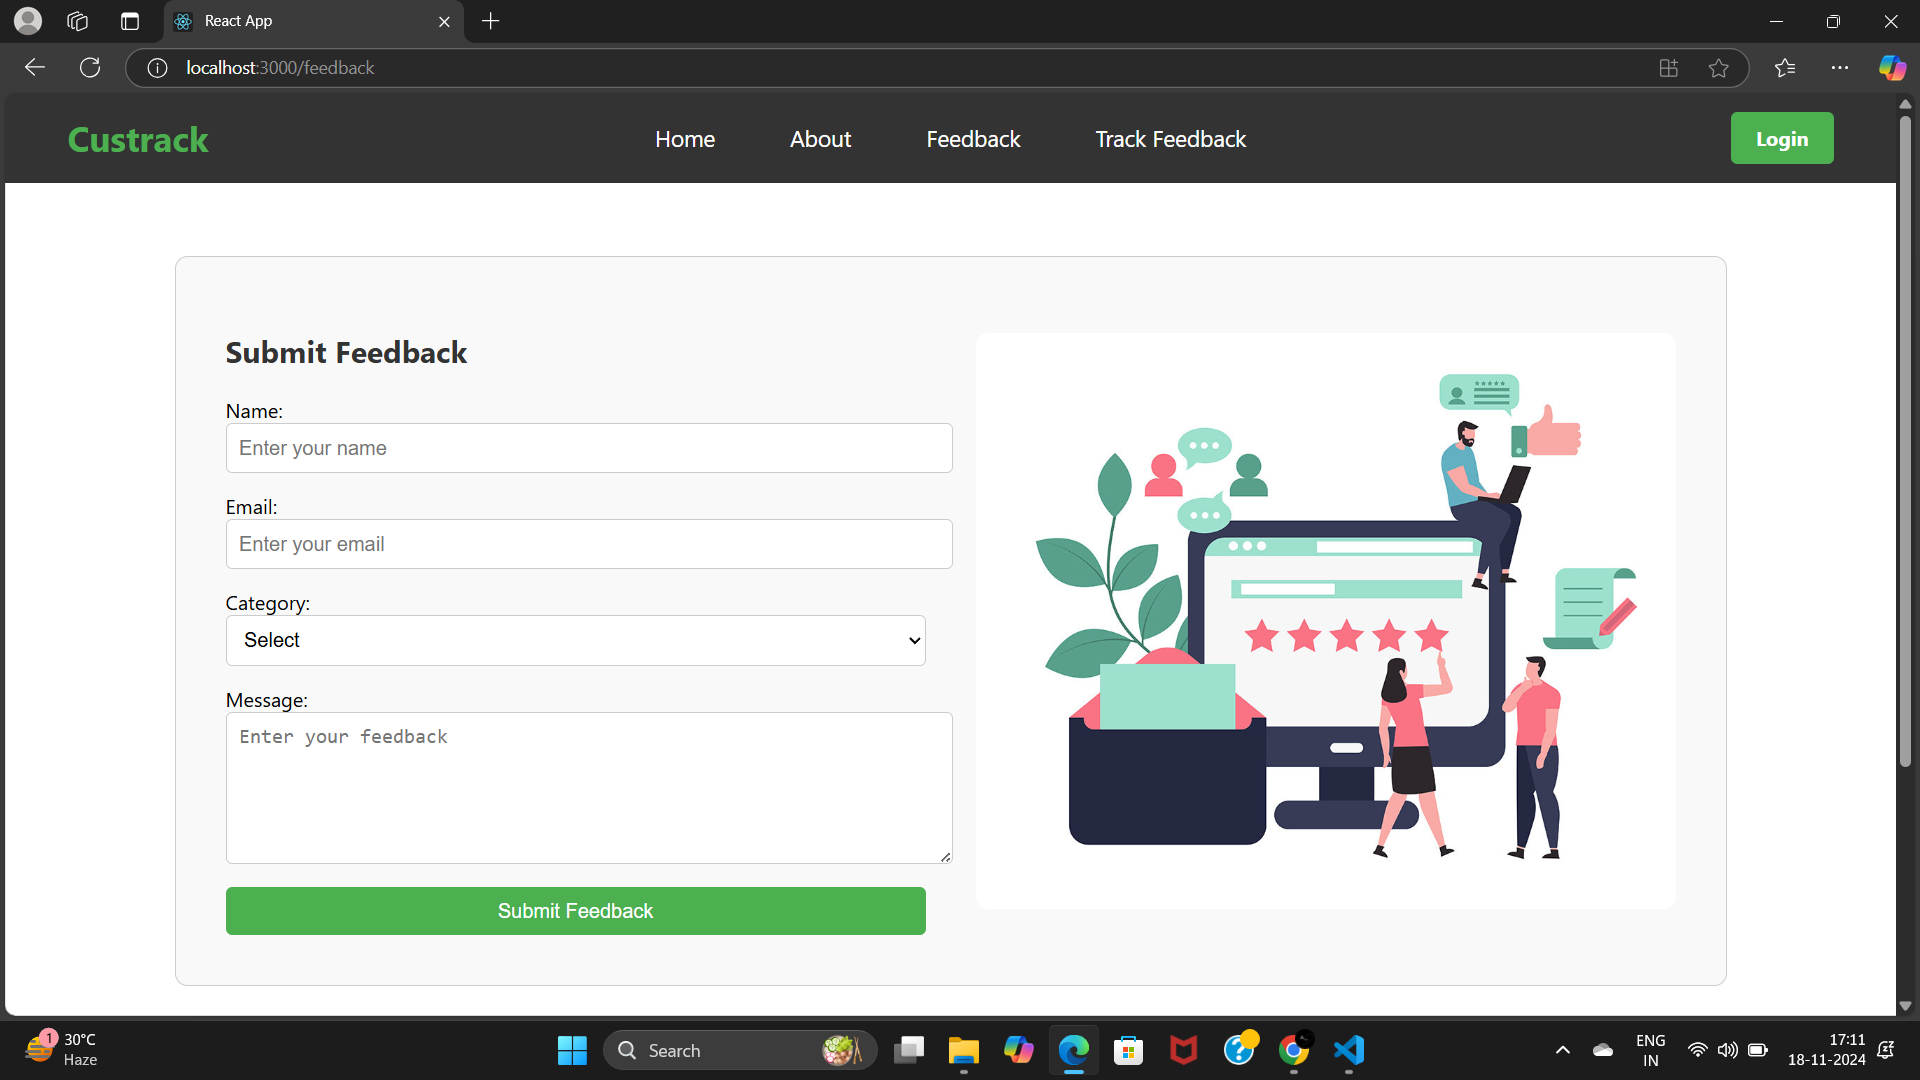 React App
localhost:3000/feedback
Custrack
Home
About
Feedback
Track Feedback
Login
Submit Feedback
Name:
Enter your name
Email:
Enter your email
Category:
Select
Message:
Enter your feedback
Submit Feedback
1
30°C
Haze
Search
ENG
IN
17:11
18-11-2024